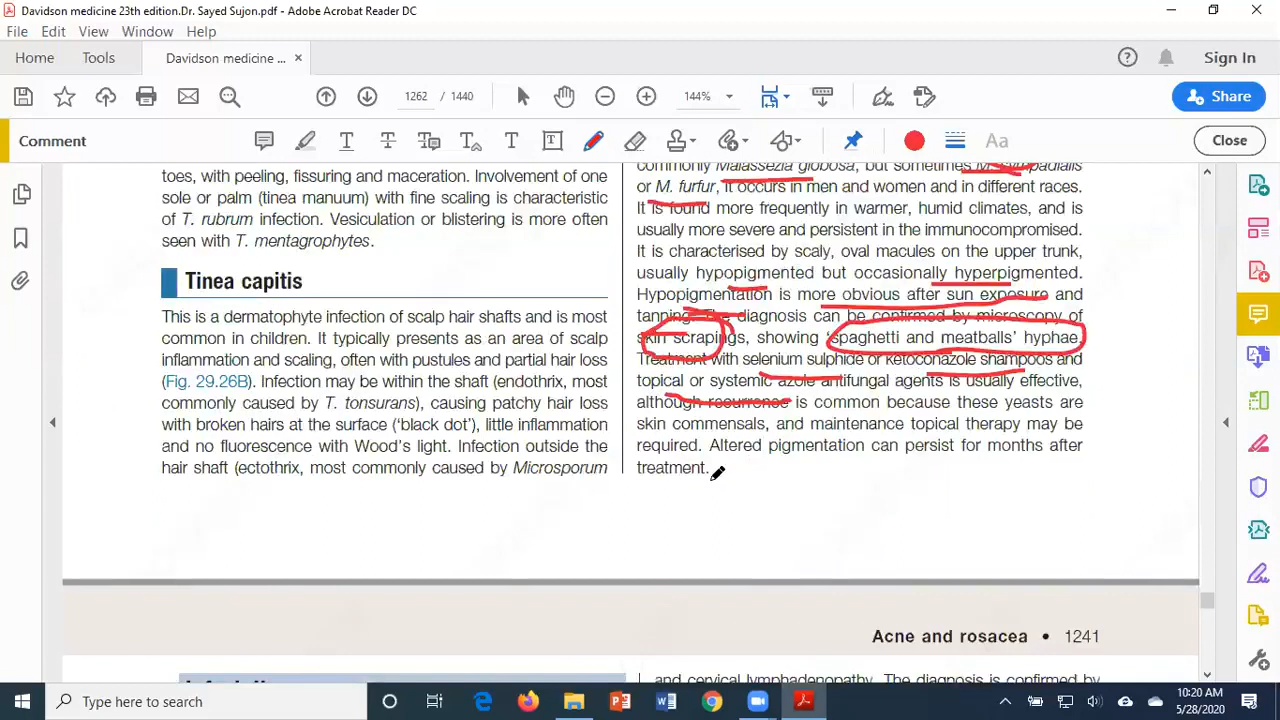 Davidson medicine 23th edition.Dr. Sayed Sujon.pdf - Adobe Acrobat Reader DC
File Edit View Window Help
Home Tools Davidson medicine ... ×
Sign In
1262 / 1440
144%
Share
Comment
Close
toes, with peeling, fissuring and maceration. Involvement of one
sole or palm (tinea manuum) with fine scaling is characteristic
of T. rubrum infection. Vesiculation or blistering is more often
seen with T. mentagrophytes.
Tinea capitis
This is a dermatophyte infection of scalp hair shafts and is most
common in children. It typically presents as an area of scalp
inflammation and scaling, often with pustules and partial hair loss
(Fig. 29.26B). Infection may be within the shaft (endothrix, most
commonly caused by T. tonsurans), causing patchy hair loss
with broken hairs at the surface (‘black dot’), little inflammation
and no fluorescence with Wood’s light. Infection outside the
hair shaft (ectothrix, most commonly caused by Microsporum
commonly Malassezia globosa, but sometimes M. sympadialis
or M. furfur, it occurs in men and women and in different races.
It is found more frequently in warmer, humid climates, and is
usually more severe and persistent in the immunocompromised.
It is characterised by scaly, oval macules on the upper trunk,
usually hypopigmented but occasionally hyperpigmented.
Hypopigmentation is more obvious after sun exposure and
tanning. The diagnosis can be confirmed by microscopy of
skin scrapings, showing ‘spaghetti and meatballs’ hyphae.
Treatment with selenium sulphide or ketoconazole shampoos and
topical or systemic azole antifungal agents is usually effective,
although recurrence is common because these yeasts are
skin commensals, and maintenance topical therapy may be
required. Altered pigmentation can persist for months after
treatment.
Acne and rosacea • 1241
and cervical lymphadenopathy. The diagnosis is confirmed by
Type here to search
10:20 AM
5/28/2020